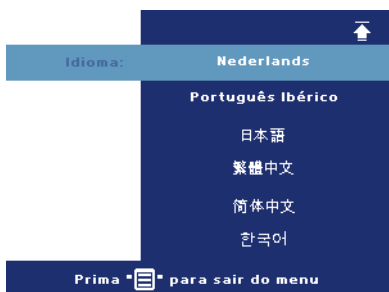 Idioma: Nederlands
Português Ibérico
日本語
繁體中文
简体中文
한국어
Prima "" para sair do menu